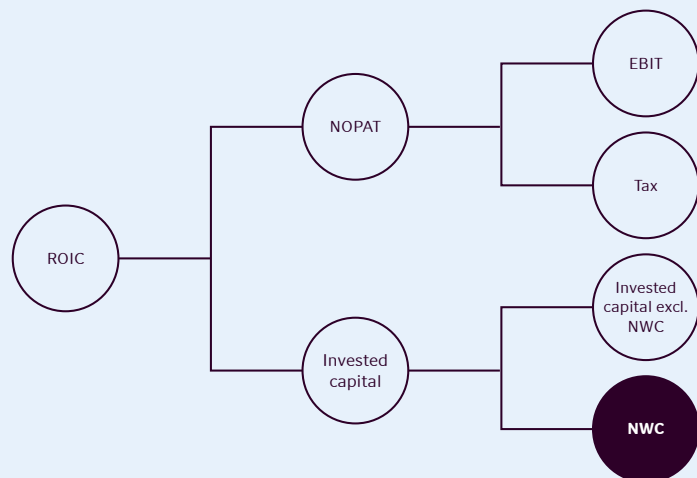 EBIT
NOPAT
Tax
ROIC
Invested
capital excl.
NWC
Invested
capital
NWC